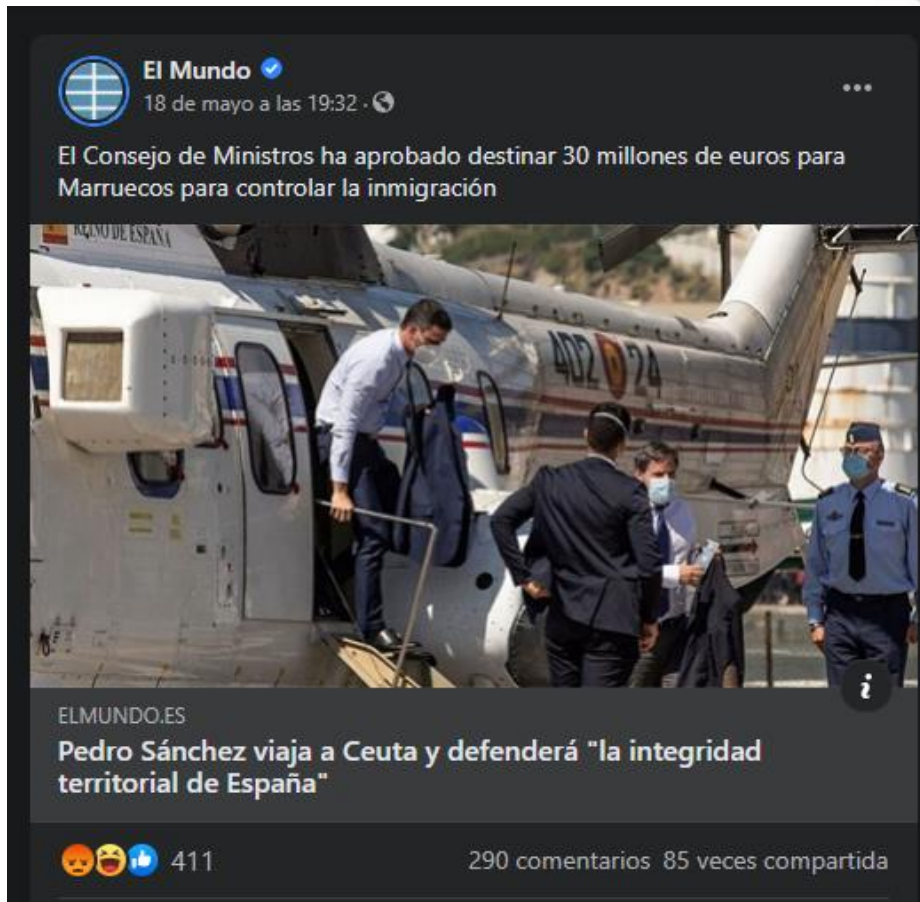 El Mundo
18 de mayo a las 19:32 ·
El Consejo de Ministros ha aprobado destinar 30 millones de euros para
Marruecos para controlar la inmigración
REINO DE ESPAÑA
402 24
i
ELMUNDO.ES
Pedro Sánchez viaja a Ceuta y defenderá "la integridad
territorial de España"
411
290 comentarios 85 veces compartida